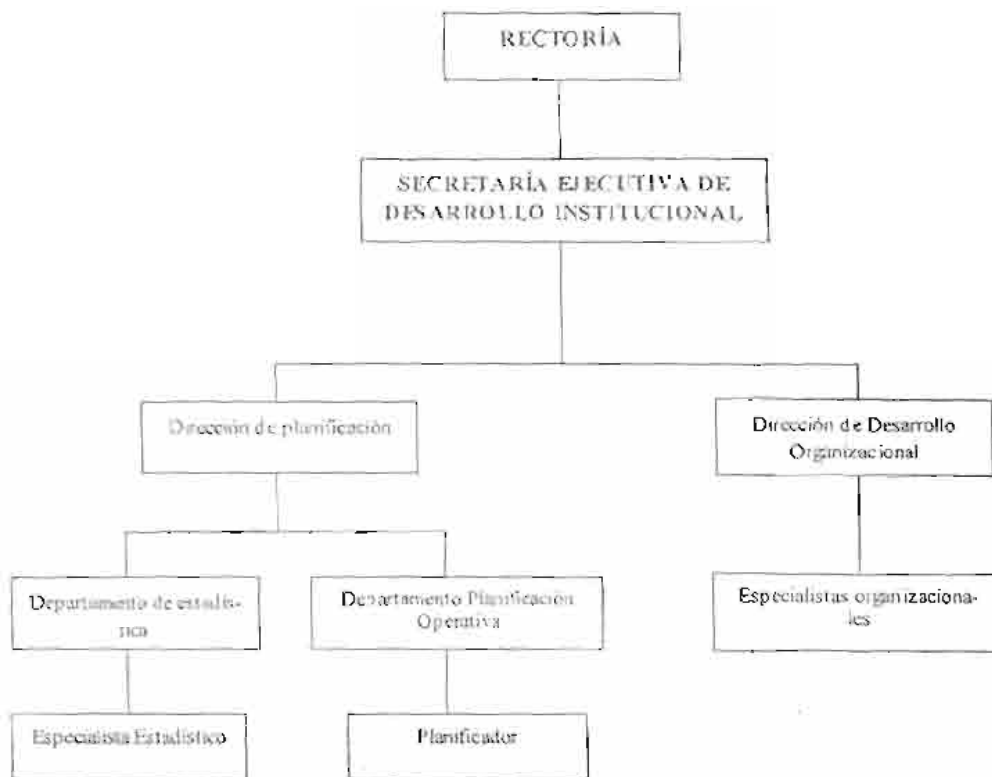 RECTORÍA
SECRETARÍA EJECUTIVA DE
DESARROLLO INSTITUCIONAL
Dirección de planificación
Dirección de Desarrollo
Organizacional
Departamento de estadís-
tica
Departamento Planificación
Operativa
Especialistas organizaciona-
les
Especialista Estadístico
Planificador